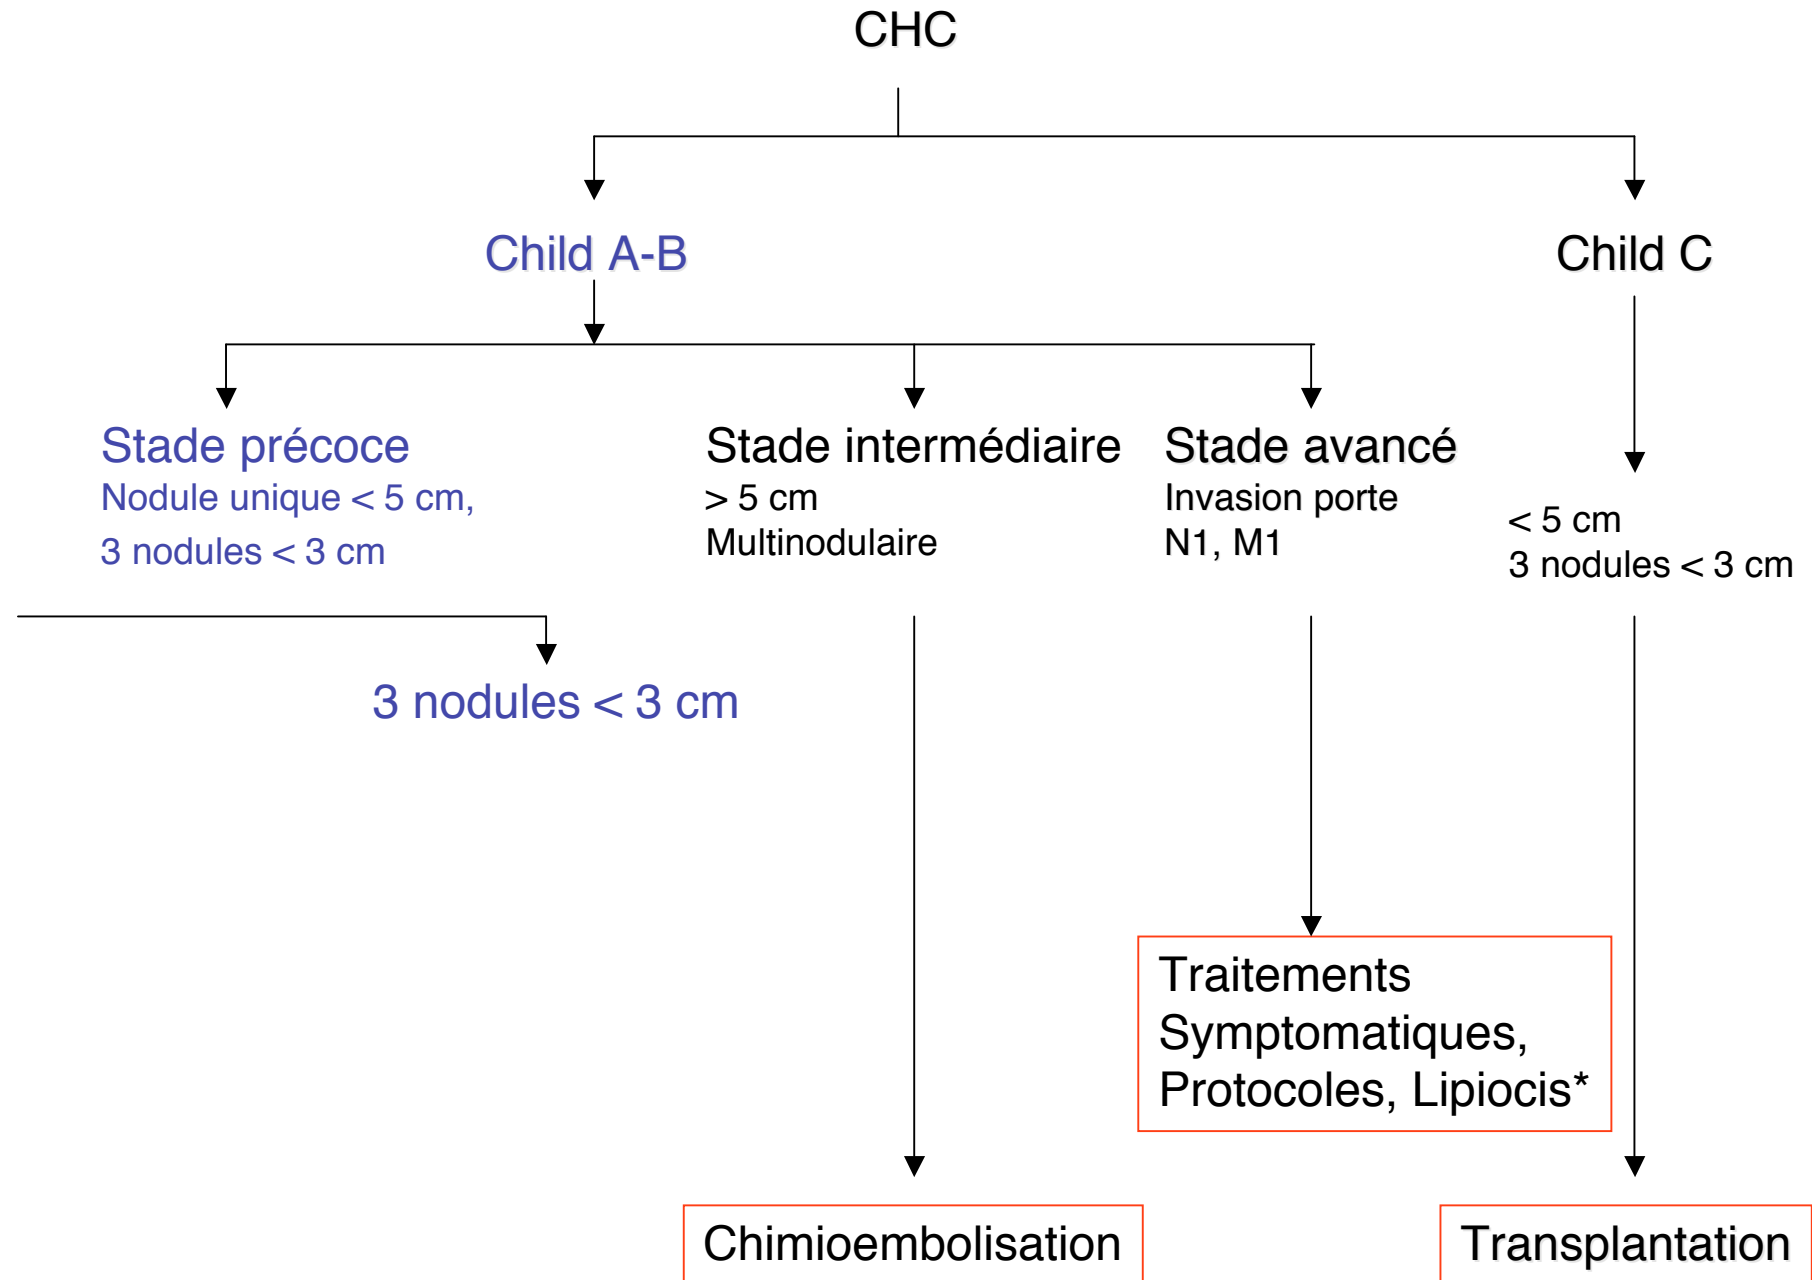 CHC
Child A-B
Child C
Stade précoce
Nodule unique < 5 cm,
3 nodules < 3 cm
Stade intermédiaire
> 5 cm
Multinodulaire
Stade avancé
Invasion porte
N1, M1
< 5 cm
3 nodules < 3 cm
3 nodules < 3 cm
Traitements
Symptomatiques,
Protocoles, Lipiocis*
Chimioembolisation
Transplantation